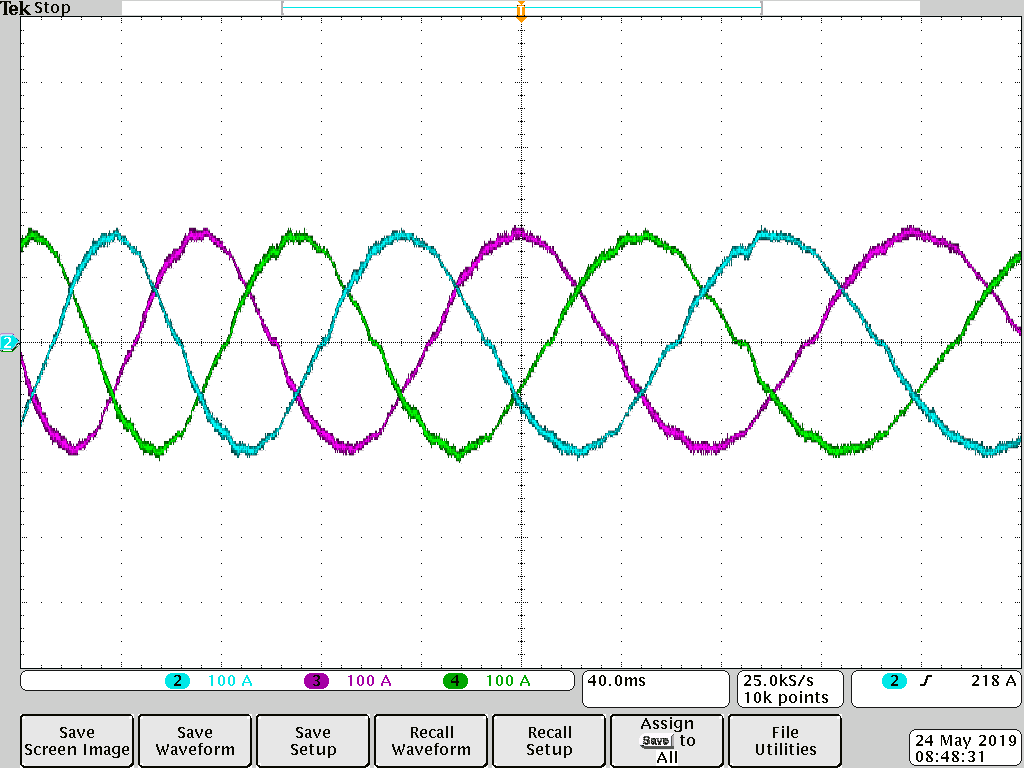 Tek Stop
T
2
2 100 A 3 100 A 4 100 A
40.0ms
25.0kS/s
10k points
2 218 A
Save
Screen Image
Save
Waveform
Save
Setup
Recall
Waveform
Recall
Setup
Assign
Save to
All
File
Utilities
24 May 2019
08:48:31